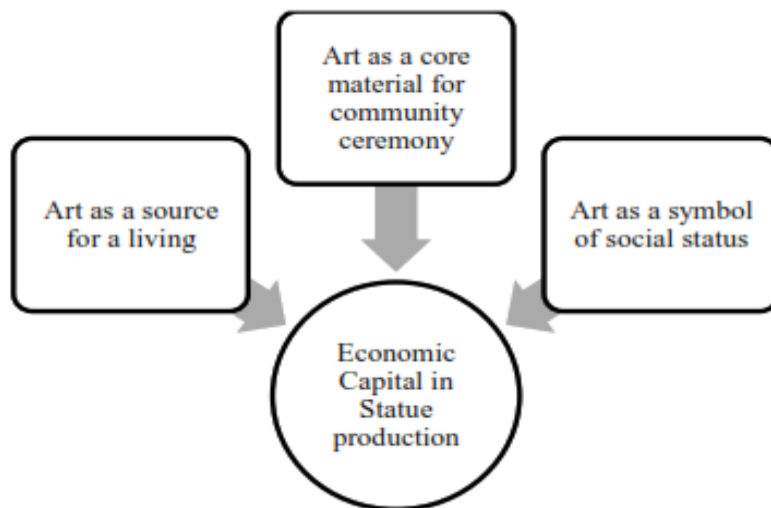 Art as a core
material for
community
ceremony
Art as a source
for a living
Art as a symbol
of social status
Economic
Capital in
Statue
production